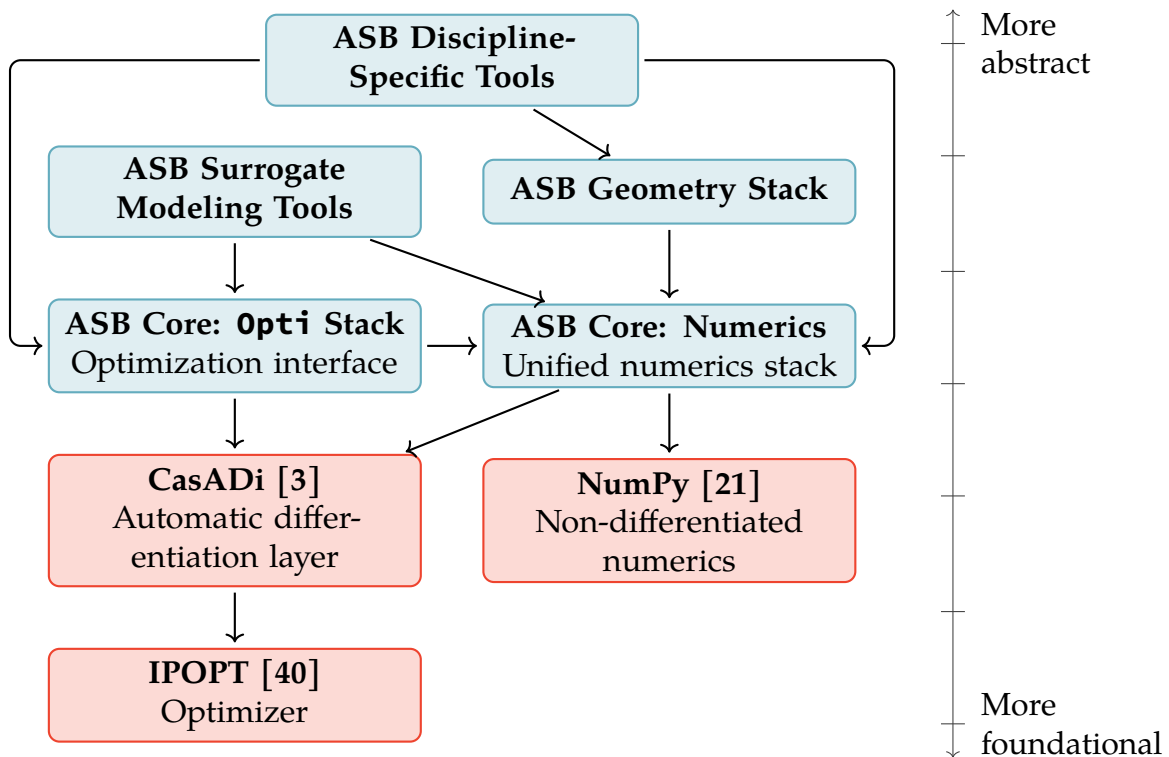 ASB Discipline-
Specific Tools
More
abstract
ASB Surrogate
Modeling Tools
ASB Geometry Stack
ASB Core: Opti Stack
Optimization interface
ASB Core: Numerics
Unified numerics stack
CasADi [3]
Automatic differ-
entiation layer
NumPy [21]
Non-differentiated
numerics
IPOPT [40]
Optimizer
More
foundational